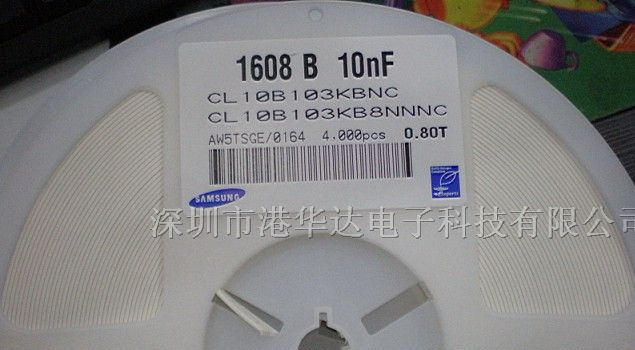 1608 B 10nF
CL10B103KBNC
CL10B103KB8NNNC
AW5TSGE/0164 4.000pcs 0.80T
SAMSUNG
深圳市港华达电子科技有限公司